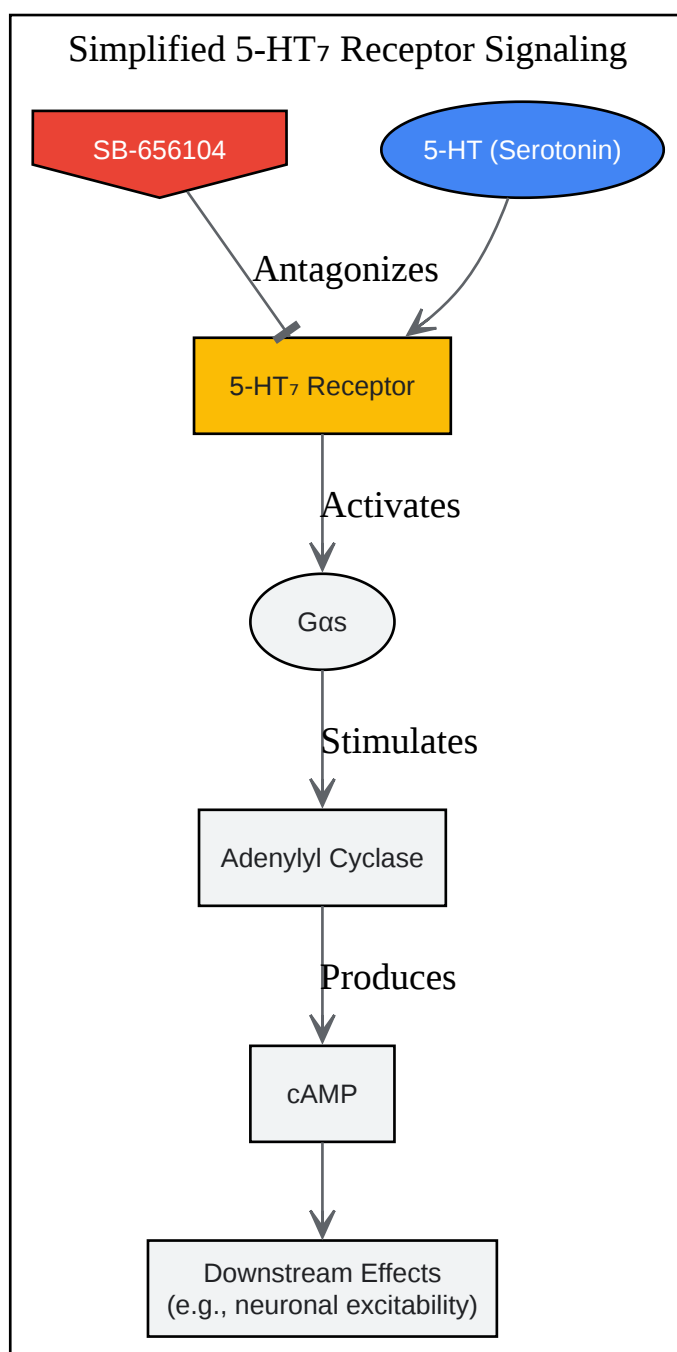 Simplified 5-HT₇ Receptor Signaling
SB-656104
5-HT (Serotonin)
Antagonizes
5-HT₇ Receptor
Activates
Gαs
Stimulates
Adenylyl Cyclase
Produces
cAMP
Downstream Effects
(e.g., neuronal excitability)